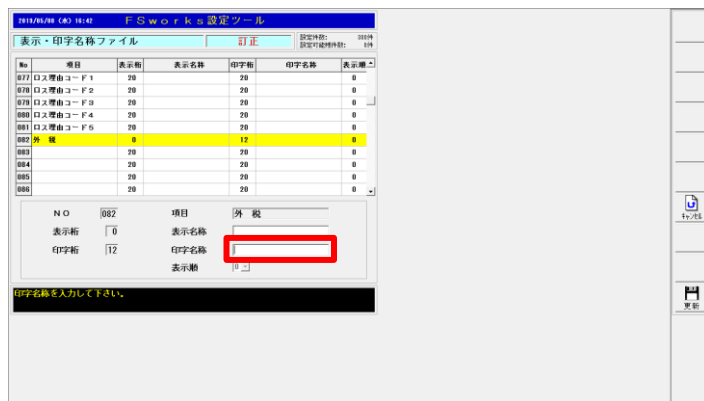 2019/05/08 (水) 16:42 FSworks設定ツール
表示・印字名称ファイル 訂正 設定件数: 300件
設定可能残件数: 0件
No 項目 表示桁 表示名称 印字桁 印字名称 表示順
077 ロス理由コード1 20 20 0
078 ロス理由コード2 20 20 0
079 ロス理由コード3 20 20 0
080 ロス理由コード4 20 20 0
081 ロス理由コード5 20 20 0
082 外 税 0 12 0
083 20 20 0
084 20 20 0
085 20 20 0
086 20 20 0
NO 082 項目 外 税
表示桁 0 表示名称
印字桁 12 印字名称
表示順 0
印字名称を入力して下さい。
キャンセル
更新